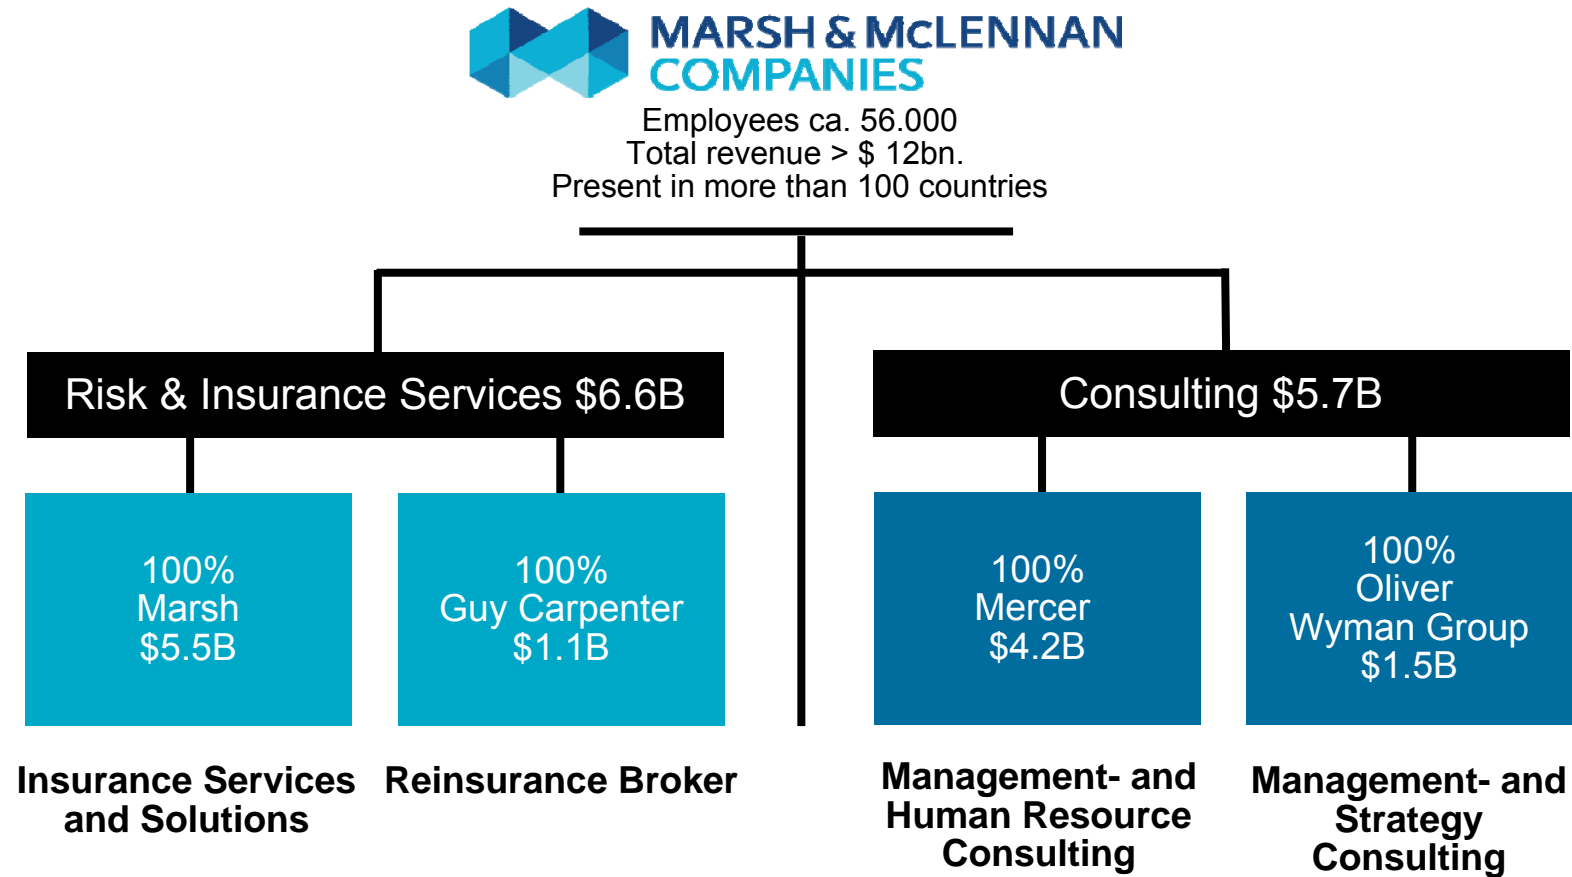 MARSH & MCLENNAN
COMPANIES
Employees ca. 56.000
Total revenue > $ 12bn.
Present in more than 100 countries
Risk & Insurance Services $6.6B
Consulting $5.7B
100%
Marsh
$5.5B
100%
Guy Carpenter
$1.1B
100%
Mercer
$4.2B
100%
Oliver
Wyman Group
$1.5B
Insurance Services
and Solutions
Reinsurance Broker
Management- and
Human Resource
Consulting
Management- and
Strategy
Consulting